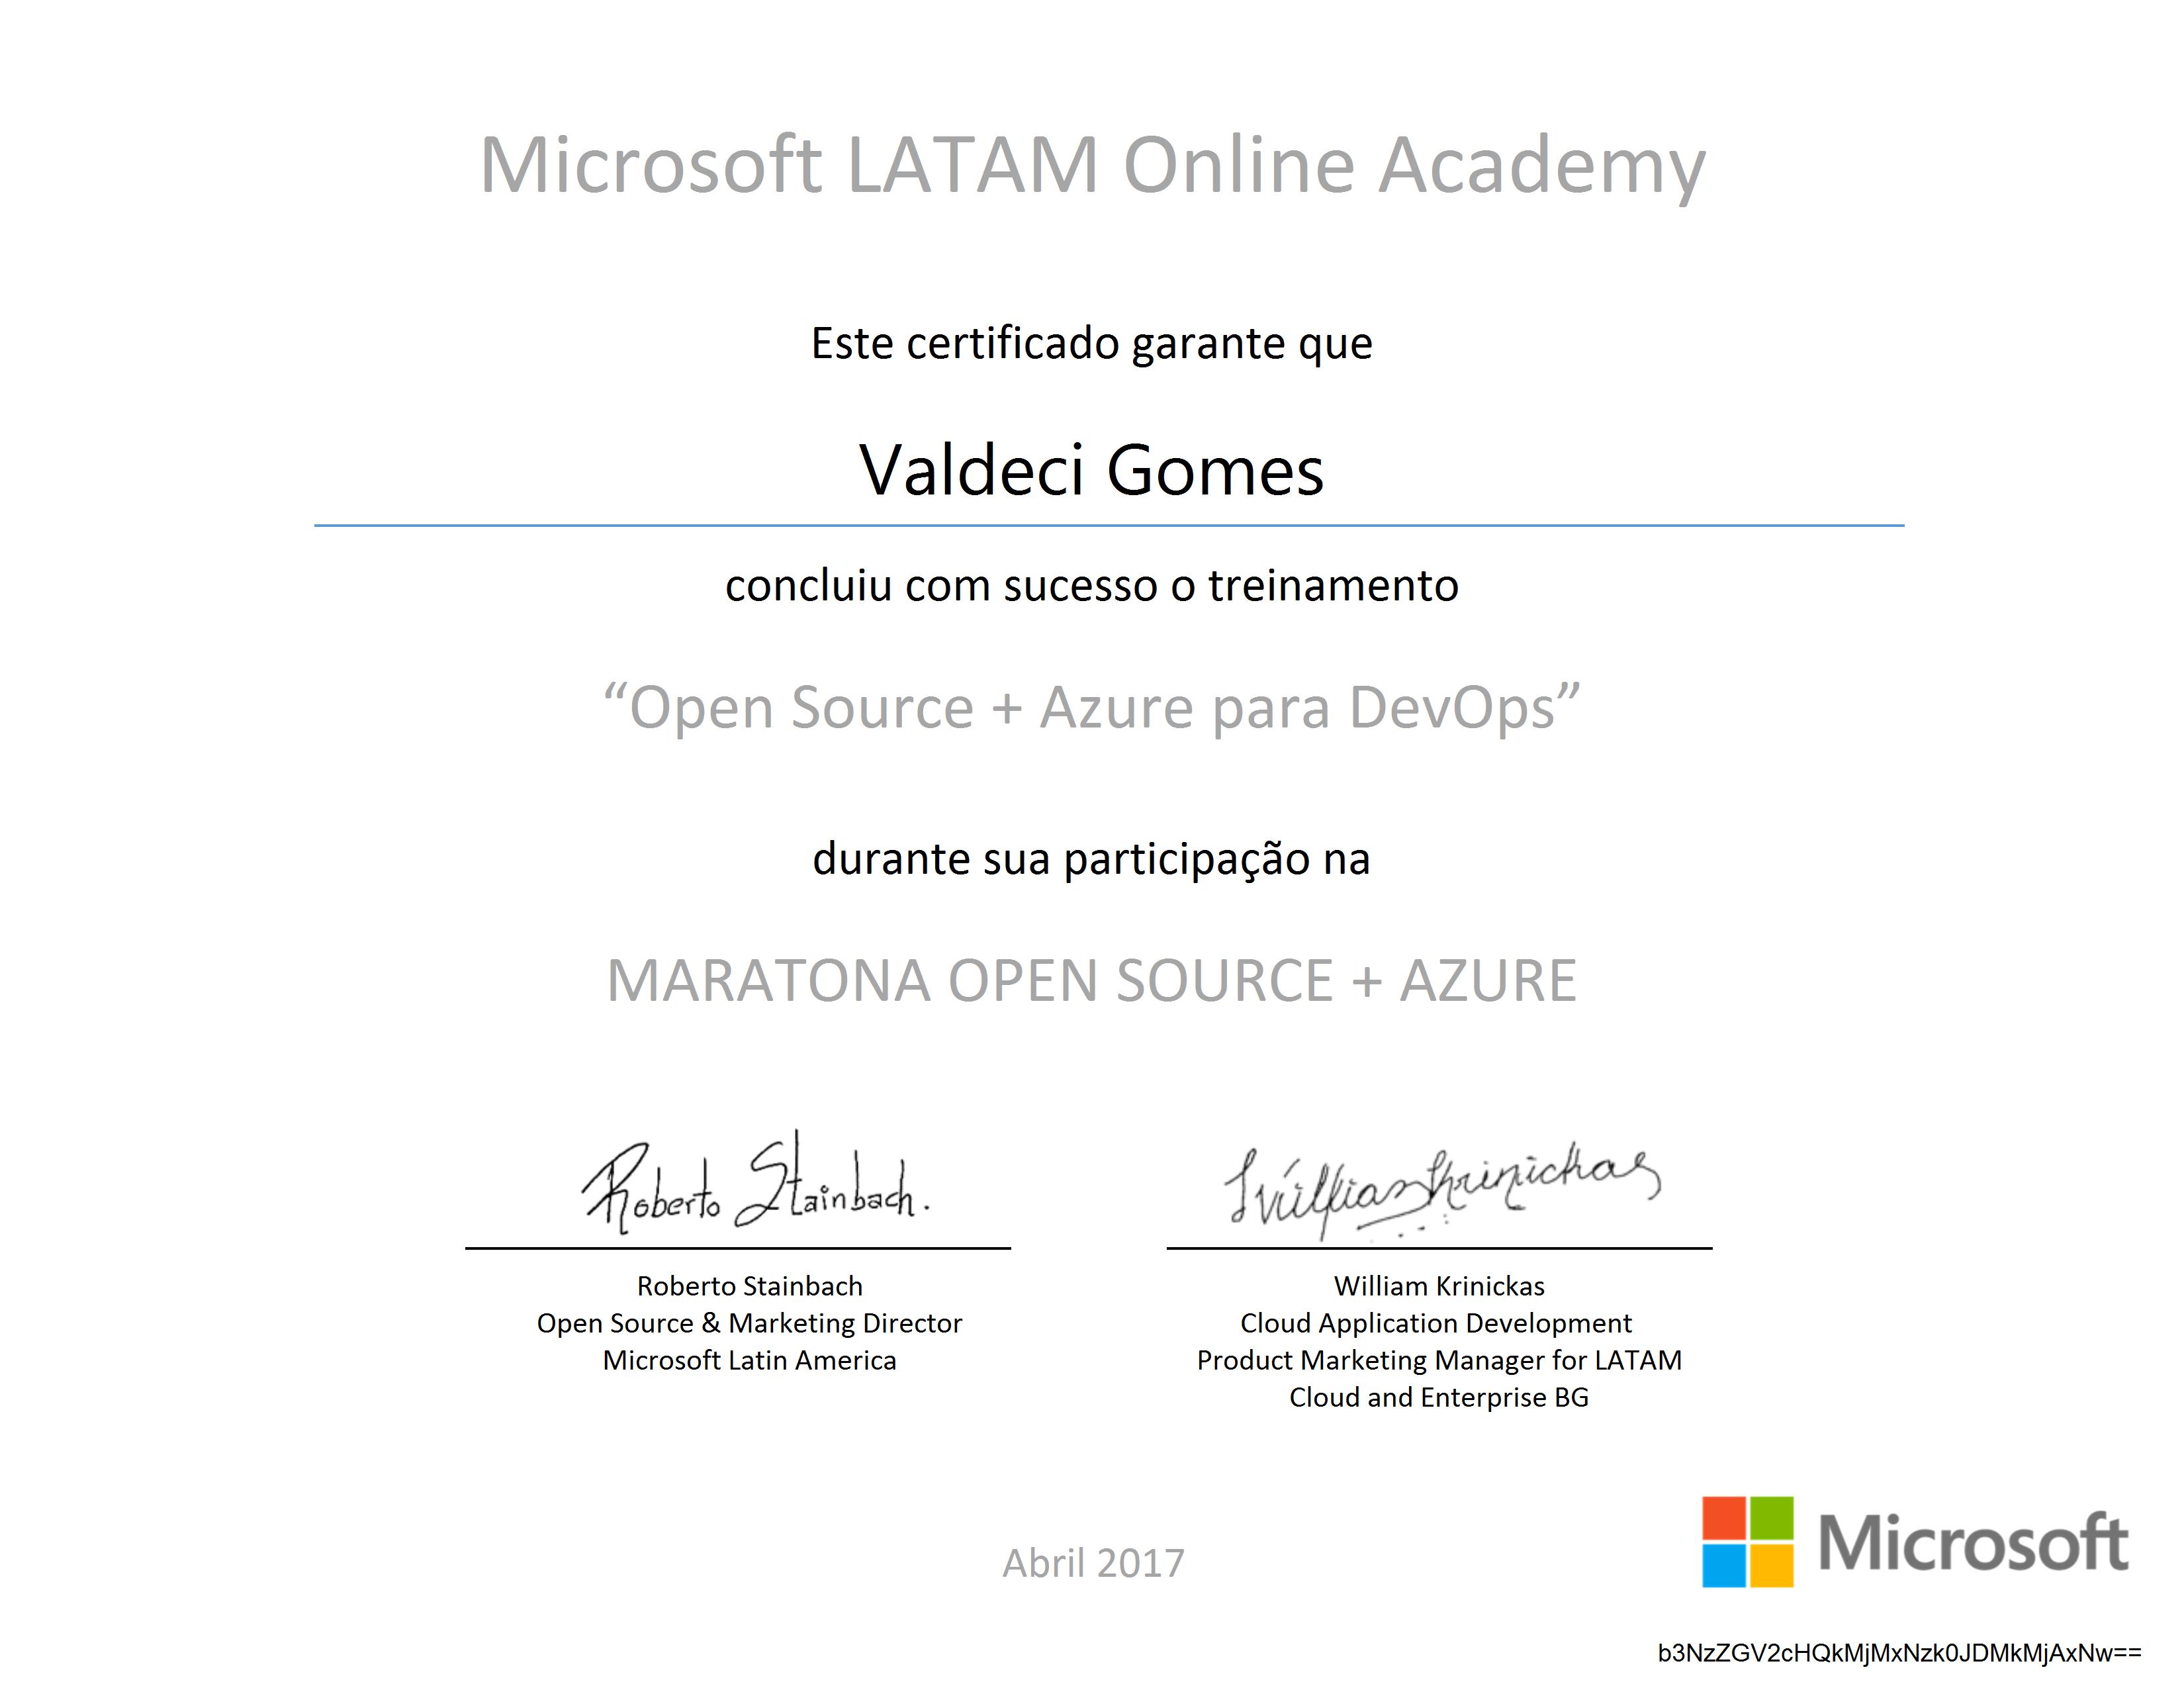 Microsoft LATAM Online Academy
Este certificado garante que
Valdeci Gomes
concluiu com sucesso o treinamento
“Open Source + Azure para DevOps”
durante sua participação na
MARATONA OPEN SOURCE + AZURE
Roberto Stainbach.
William Krinickas
Roberto Stainbach
Open Source & Marketing Director
Microsoft Latin America
William Krinickas
Cloud Application Development
Product Marketing Manager for LATAM
Cloud and Enterprise BG
Abril 2017
Microsoft
b3NzZGV2cHQkMjMxNzk0JDMkMjAxNw==